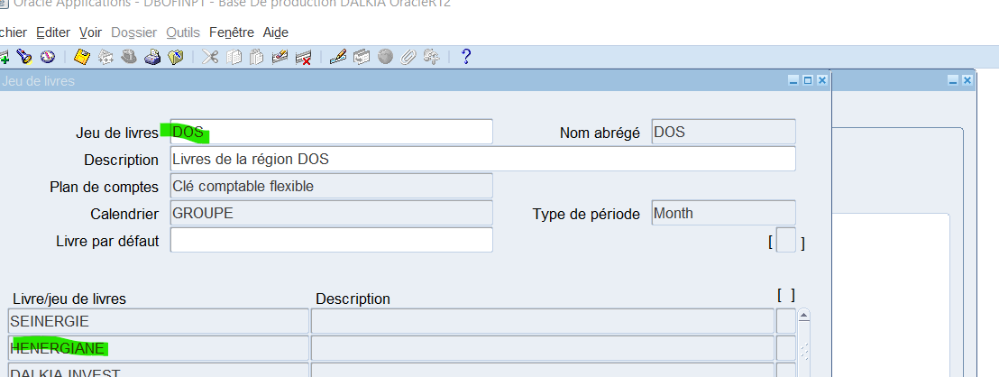 Oracle Applications - DBOFINPT - Base De production DALKIA OracleR12
chier Editer Voir Dossier Outils Fenêtre Aide
Jeu de livres
Jeu de livres DOS Nom abrégé DOS
Description Livres de la région DOS
Plan de comptes Clé comptable flexible
Calendrier GROUPE Type de période Month
Livre par défaut [ ]
Livre/jeu de livres Description [ ]
SEINERGIE
HENERGIANE
DALKIA INVEST